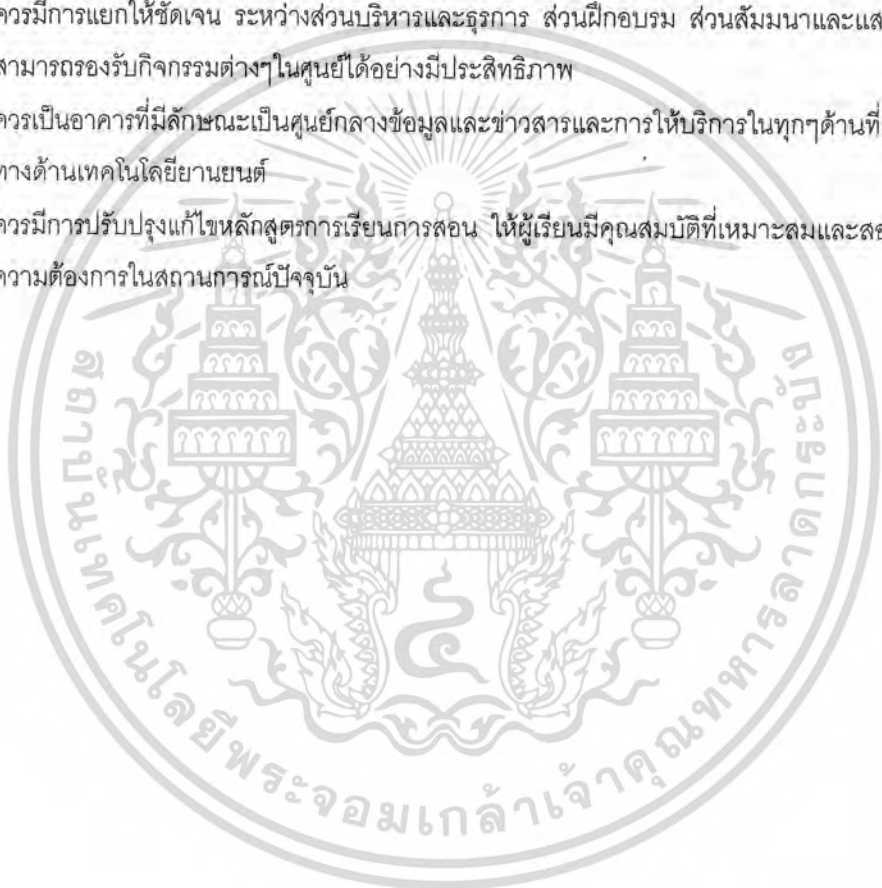 ควรมีการแยกให้ชัดเจน ระหว่างส่วนบริหารและธุรการ ส่วนฝึกอบรม ส่วนสัมมนาและแส
สามารถรองรับกิจกรรมต่างๆในศูนย์ได้อย่างมีประสิทธิภาพ
ควรเป็นอาคารที่มีลักษณะเป็นศูนย์กลางข้อมูลและข่าวสารและการให้บริการในทุกๆด้านที่
ทางด้านเทคโนโลยียานยนต์
ควรมีการปรับปรุงแก้ไขหลักสูตรการเรียนการสอน ให้ผู้เรียนมีคุณสมบัติที่เหมาะสมและสอ
ความต้องการในสถานการณ์ปัจจุบัน
๔
สถาบันเทคโนโลยีพระจอมเกล้าเจ้าคุณทหารลาดกระบัง